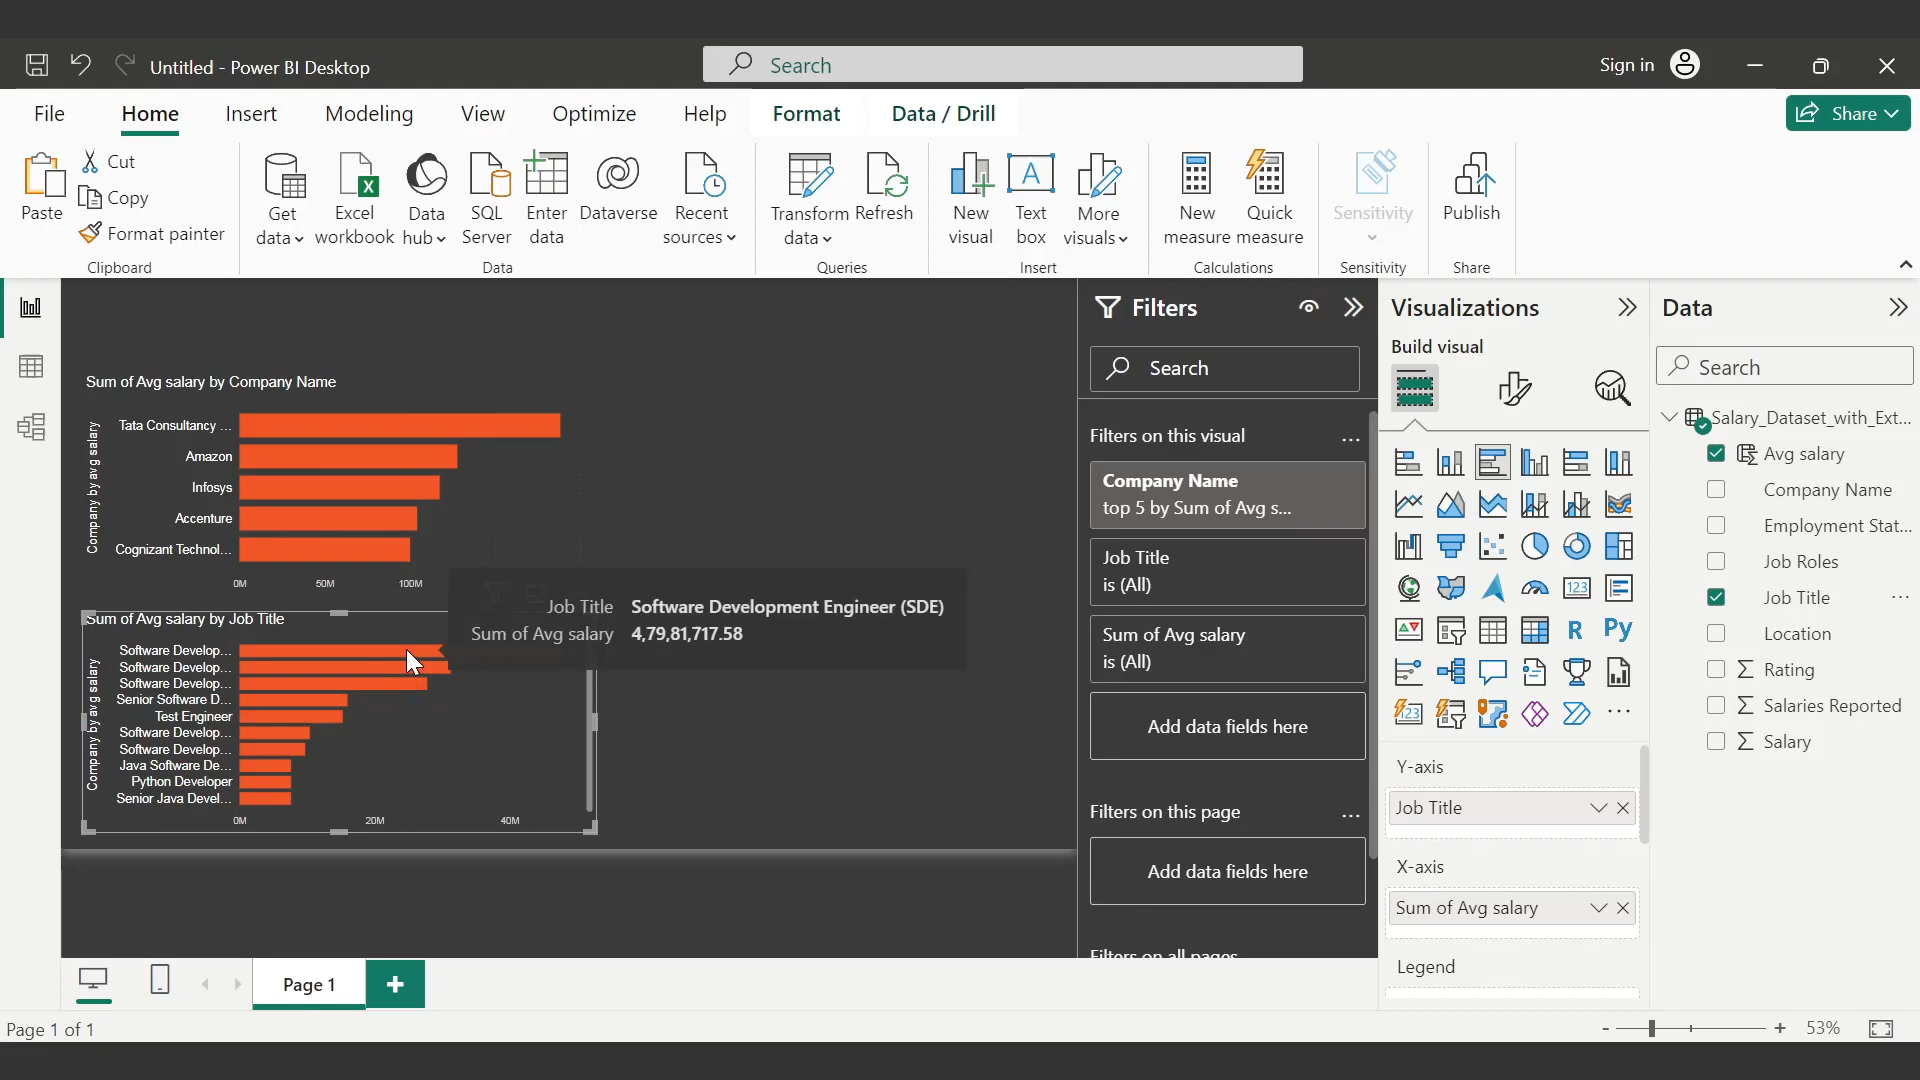 Untitled - Power BI Desktop
Search
Sign in
File
Home
Insert
Modeling
View
Optimize
Help
Format
Data / Drill
Share
Paste
Cut
Copy
Format painter
Clipboard
Get data
Excel workbook
Data hub
SQL Server
Enter data
Dataverse
Recent sources
Data
Transform data
Refresh
Queries
New visual
Text box
More visuals
Insert
New measure
Quick measure
Calculations
Sensitivity
Sensitivity
Publish
Share
Sum of Avg salary by Company Name
Company by avg salary
Tata Consultancy ...
Amazon
Infosys
Accenture
Cognizant Technol...
0M
50M
100M
Sum of Avg salary by Job Title
Company by avg salary
Software Develop...
Software Develop...
Software Develop...
Senior Software D...
Test Engineer
Software Develop...
Software Develop...
Java Software De...
Python Developer
Senior Java Devel...
0M
20M
40M
Job Title Software Development Engineer (SDE)
Sum of Avg salary 4,79,81,717.58
Filters
Search
Filters on this visual
...
Company Name
top 5 by Sum of Avg s...
Job Title
is (All)
Sum of Avg salary
is (All)
Add data fields here
Filters on this page
...
Add data fields here
Filters on all pages
Visualizations
Build visual
123
R
Py
123
...
Y-axis
Job Title
X-axis
Sum of Avg salary
Legend
Data
Search
Salary_Dataset_with_Ext...
Avg salary
Company Name
Employment Stat...
Job Roles
Job Title
...
Location
Rating
Salaries Reported
Salary
Page 1
Page 1 of 1
53%